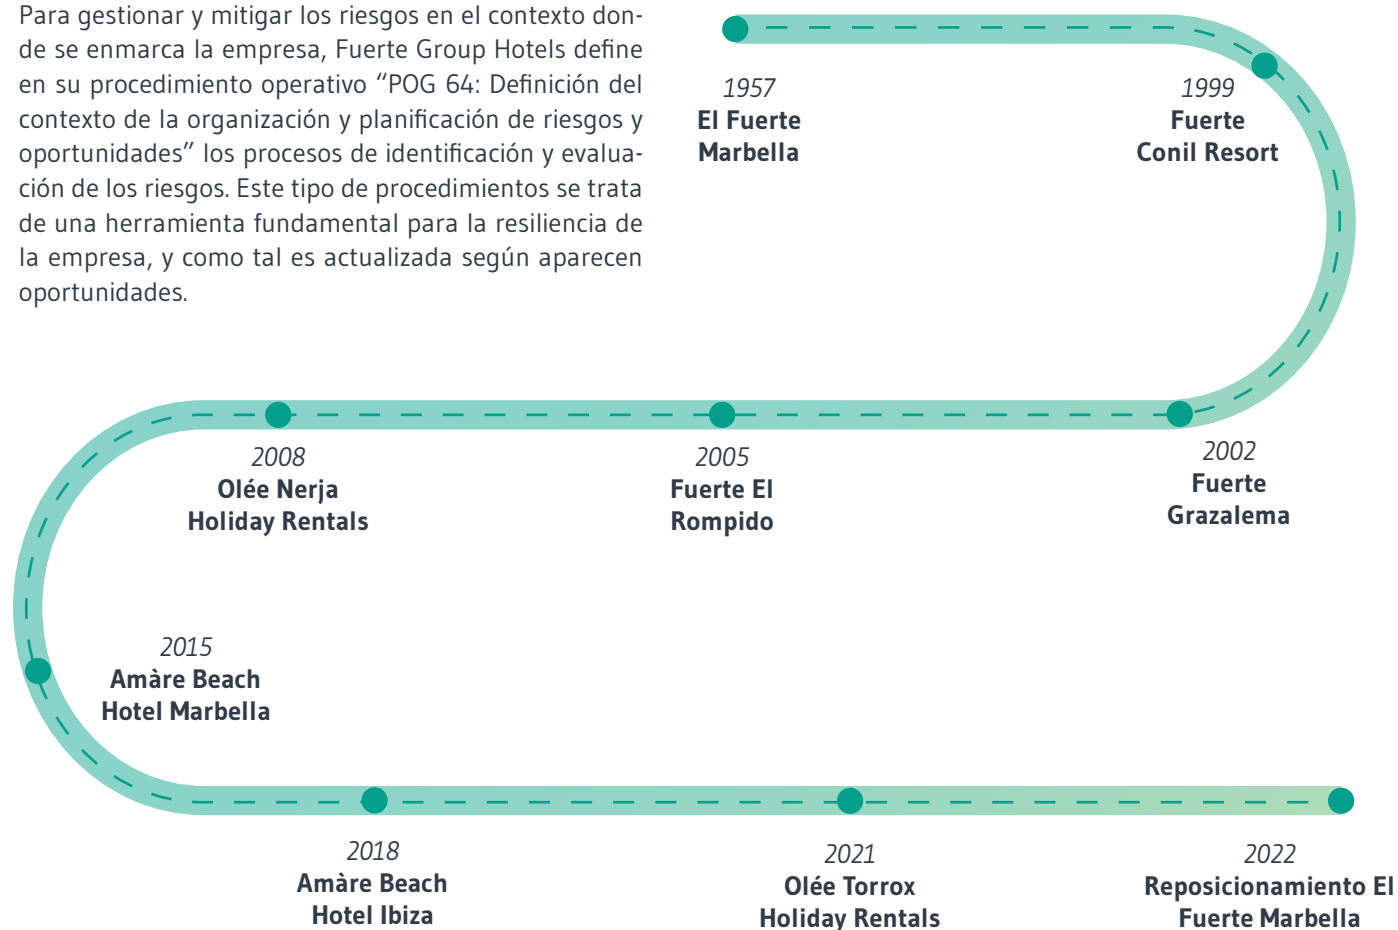 Para gestionar y mitigar los riesgos en el contexto don-
de se enmarca la empresa, Fuerte Group Hotels define
en su procedimiento operativo “POG 64: Definición del
contexto de la organización y planificación de riesgos y
oportunidades” los procesos de identificación y evalua-
ción de los riesgos. Este tipo de procedimientos se trata
de una herramienta fundamental para la resiliencia de
la empresa, y como tal es actualizada según aparecen
oportunidades.
1957
El Fuerte
Marbella
1999
Fuerte
Conil Resort
2002
Fuerte
Grazalema
2005
Fuerte El
Rompido
2008
Olée Nerja
Holiday Rentals
2015
Amàre Beach
Hotel Marbella
2018
Amàre Beach
Hotel Ibiza
2021
Olée Torrox
Holiday Rentals
2022
Reposicionamiento El
Fuerte Marbella